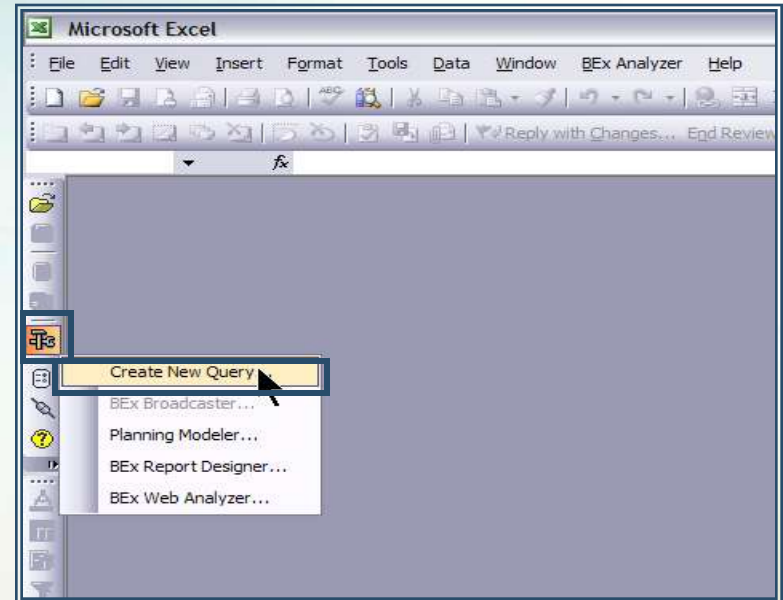 Microsoft Excel
File Edit View Insert Format Tools Data Window BEx Analyzer Help
Reply with Changes... End Review
fx
Create New Query...
BEx Broadcaster...
Planning Modeler...
BEx Report Designer...
BEx Web Analyzer...